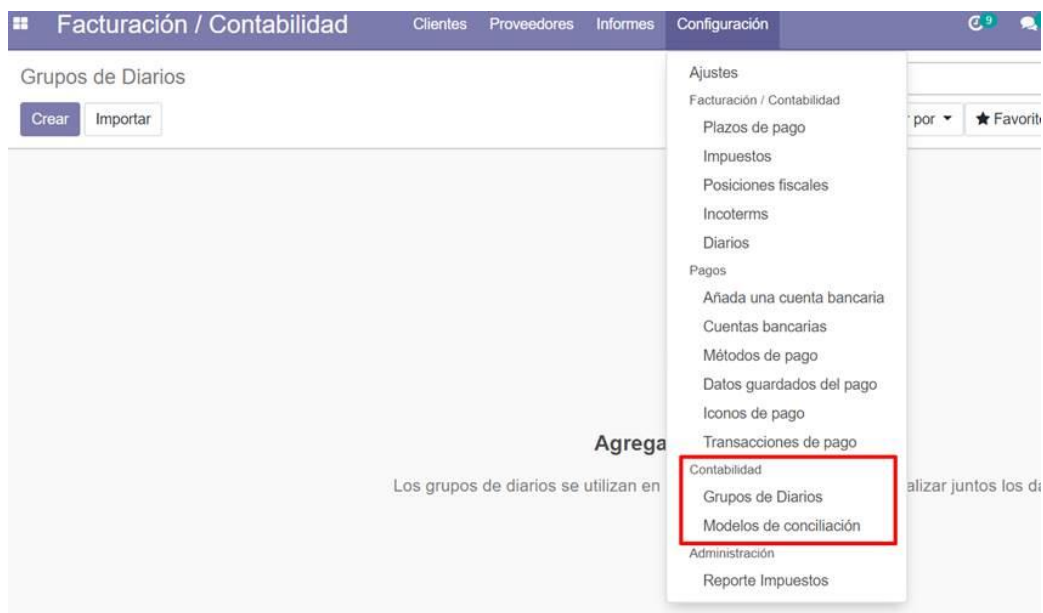 Facturación / Contabilidad Clientes Proveedores Informes Configuración 9
Grupos de Diarios
Crear Importar
por Favorit
Ajustes
Facturación / Contabilidad
Plazos de pago
Impuestos
Posiciones fiscales
Incoterms
Diarios
Pagos
Añada una cuenta bancaria
Cuentas bancarias
Métodos de pago
Datos guardados del pago
Iconos de pago
Transacciones de pago
Contabilidad
Grupos de Diarios
Modelos de conciliación
Administración
Reporte Impuestos
Agrega
Los grupos de diarios se utilizan en alizar juntos los da